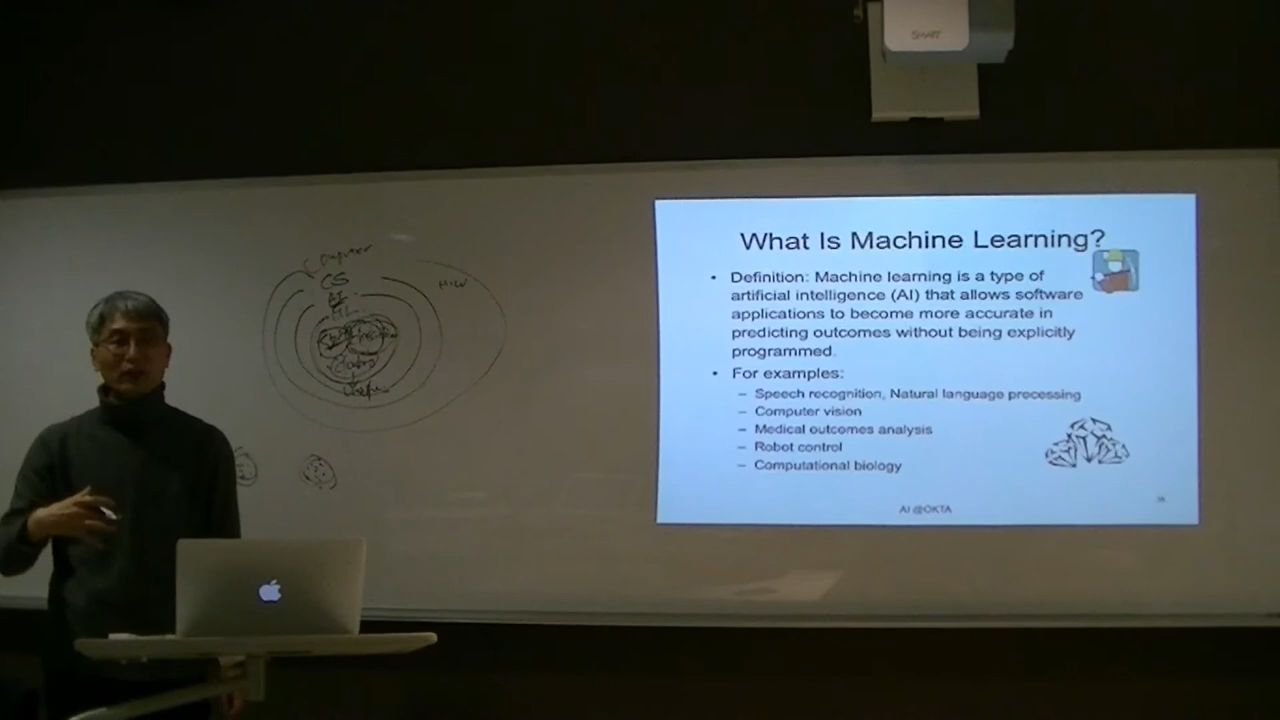 SMART
Computer
CS
AI
ML
H.W
What Is Machine Learning?
• Definition: Machine learning is a type of
artificial intelligence (AI) that allows software
applications to become more accurate in
predicting outcomes without being explicitly
programmed.
• For examples:
– Speech recognition, Natural language processing
– Computer vision
– Medical outcomes analysis
– Robot control
– Computational biology
AI @OKTA